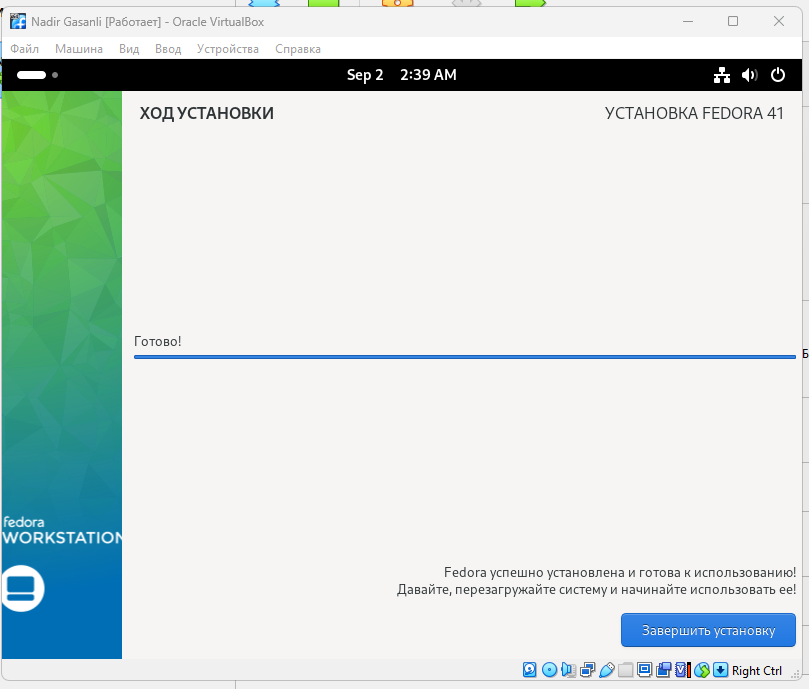 Nadir Gasanli [Работает] - Oracle VirtualBox
Файл Машина Вид Ввод Устройства Справка
Sep 2 2:39 AM
ХОД УСТАНОВКИ
УСТАНОВКА FEDORA 41
Готово!
Б
fedora
WORKSTATION
Fedora успешно установлена и готова к использованию!
Давайте, перезагружайте систему и начинайте использовать ее!
Завершить установку
Right Ctrl